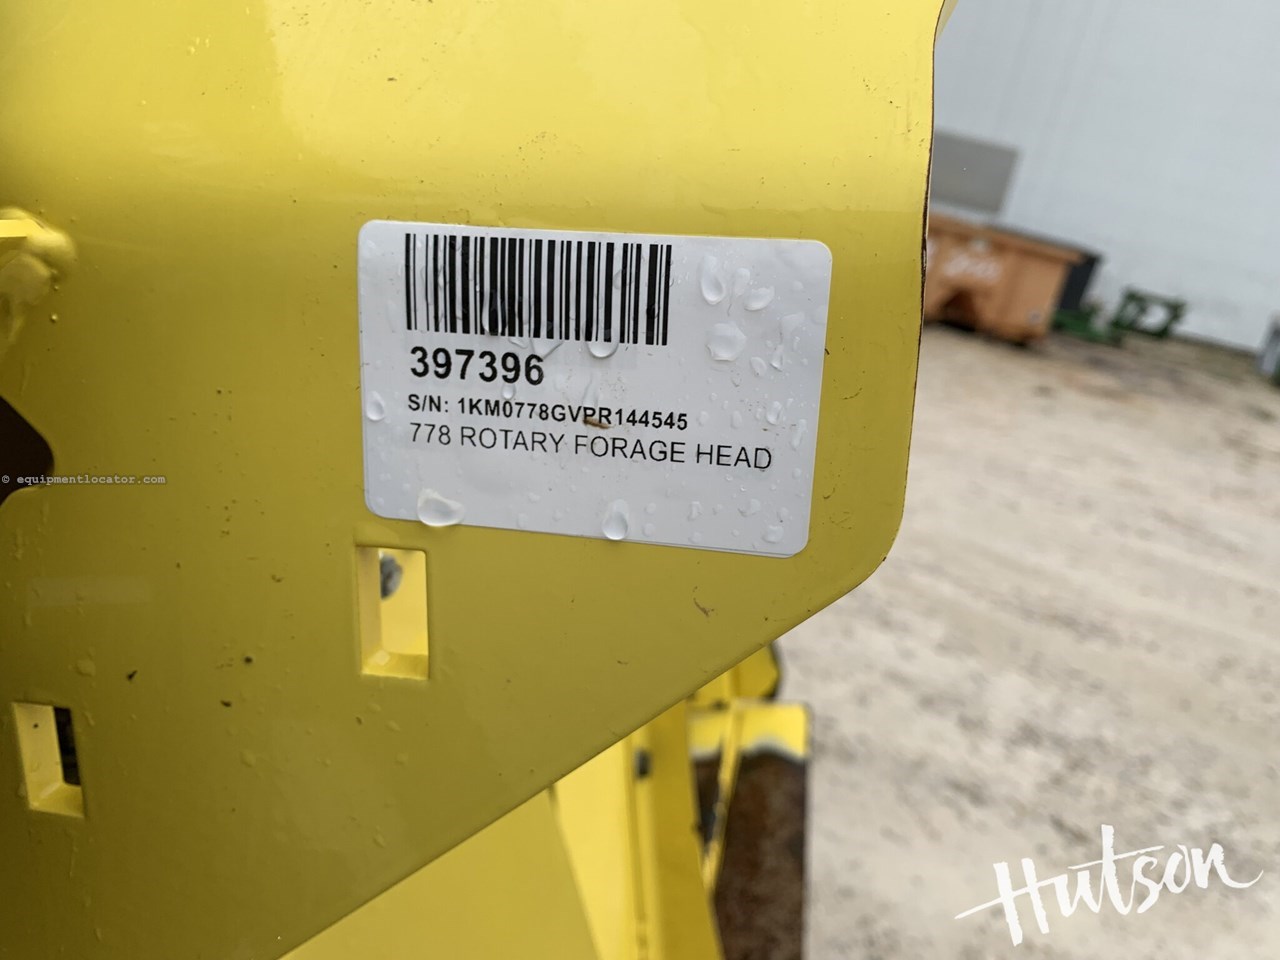 397396
S/N: 1KM0778GVPR144545
778 ROTARY FORAGE HEAD
© equipmentlocator.com
Hutson